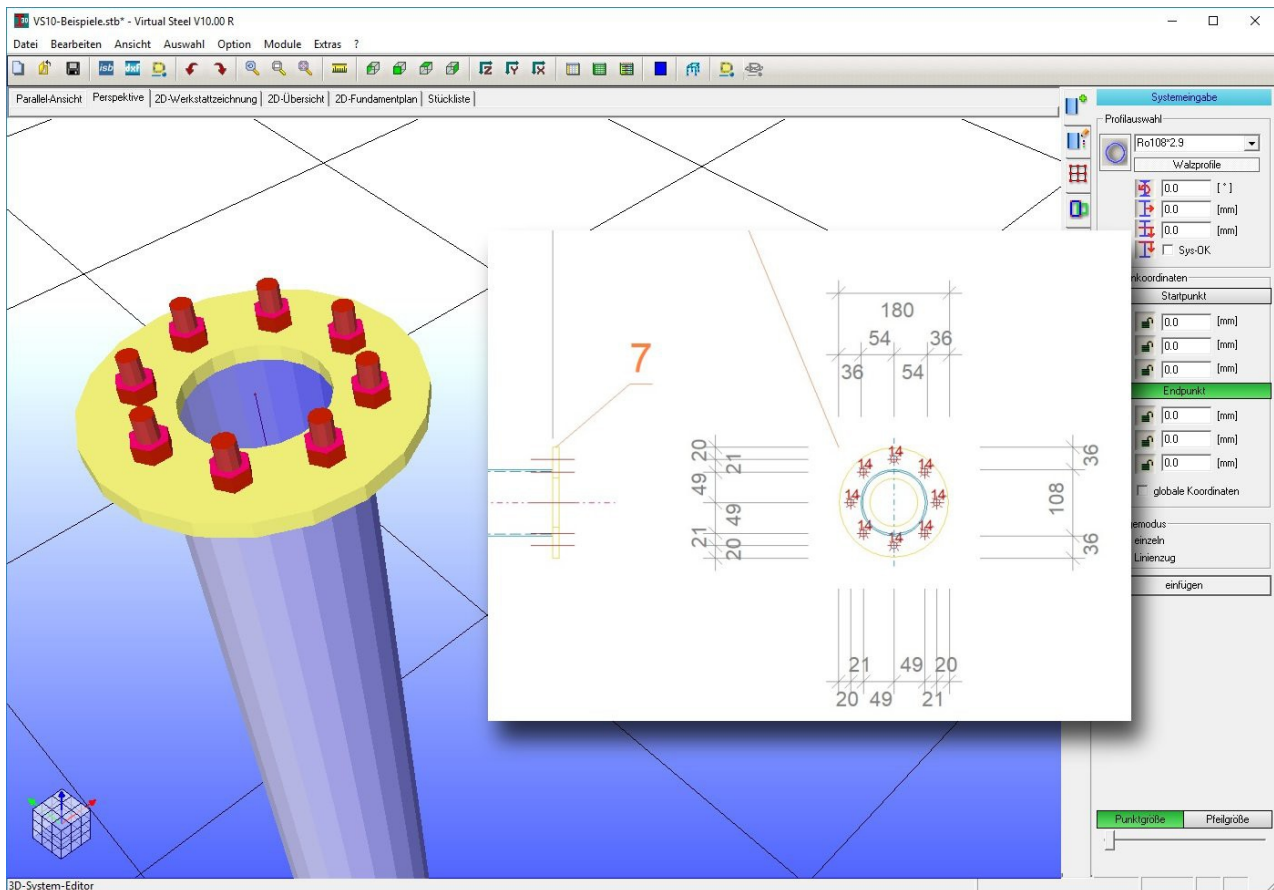 VS10-Beispiele.stb* - Virtual Steel V10.00 R
Datei Bearbeiten Ansicht Auswahl Option Module Extras ?
isb dxf Z Y X
Parallel-Ansicht Perspektive 2D-Werkstattzeichnung 2D-Übersicht 2D-Fundamentplan Stückliste
Systemeingabe
Profilauswahl
Ro108*2.9
Walzprofile
0.0 [°]
0.0 [mm]
0.0 [mm]
Sys-OK
nkoordinaten
Startpunkt
0.0 [mm]
0.0 [mm]
0.0 [mm]
Endpunkt
0.0 [mm]
0.0 [mm]
0.0 [mm]
globale Koordinaten
gemodus
einzeln
Linienzug
einfügen
Punktgröße Pfeilgröße
7
180
54 36
36 54
20
21
49
49
21
20
14
14 14
14 14
14 14
14
36
108
36
21 49 20
20 49 21
3D-System-Editor